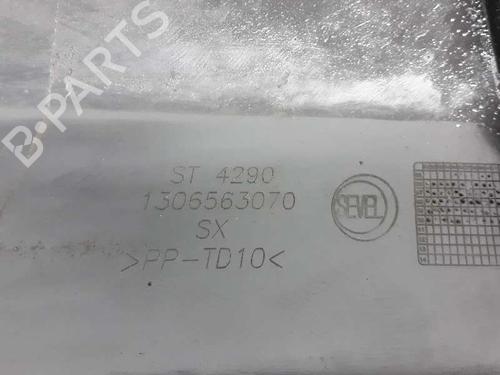 B-PARTS
ST 4290
1306563070
SX
>PP-TD10<
SEVEL